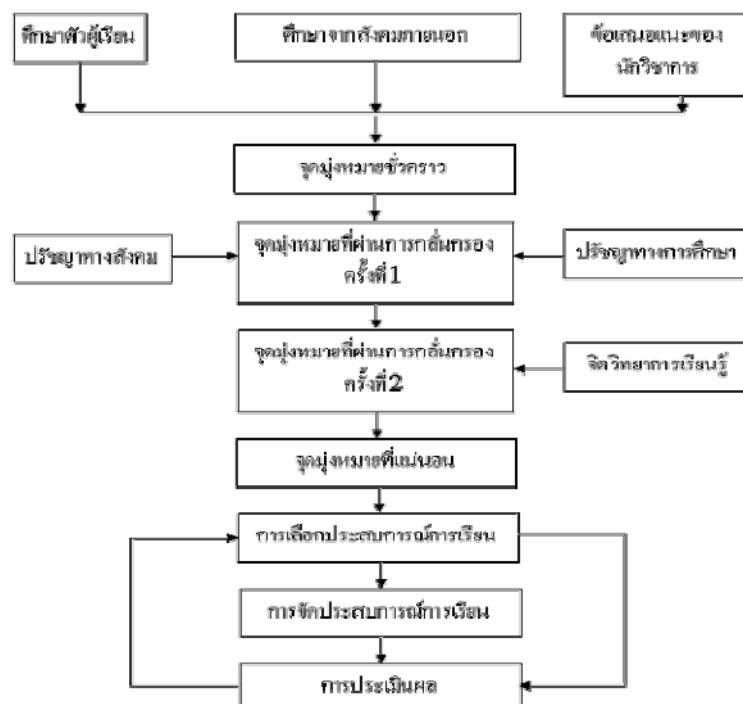 ศึกษาตัวผู้เรียน
ศึกษาจากสังคมภายนอก
ข้อเสนอแนะของ
นักวิชาการ
จุดมุ่งหมายชั่วคราว
ปรัชญาทางสังคม
จุดมุ่งหมายที่ผ่านการกลั่นกรอง
ครั้งที่1
ปรัชญาทางการศึกษา
จุดมุ่งหมายที่ผ่านการกลั่นกรอง
ครั้งที่2
จิตวิทยาการเรียนรู้
จุดมุ่งหมายที่แน่นอน
การเลือกประสบการณ์การเรียน
การจัดประสบการณ์การเรียน
การประเมินผล